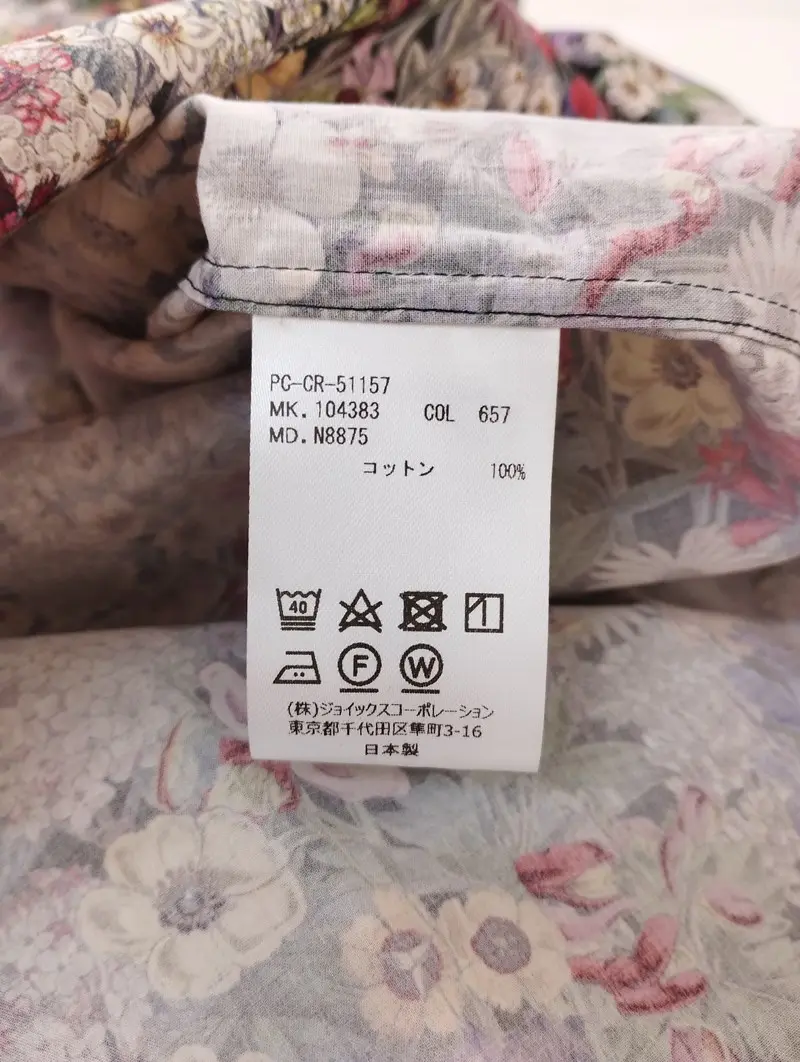 PC-CR-51157
MK. 104383 COL 657
MD. N8875
コットン 100%
40
F W
(株)ジョイックスコーポレーション
東京都千代田区隼町3-16
日本製